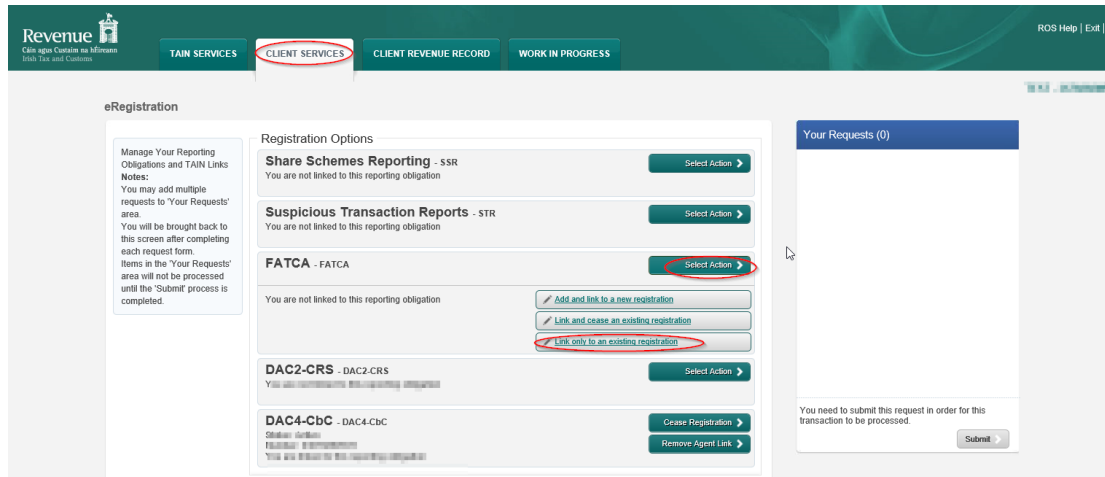 Revenue
Cáin agus Custaim na hÉireann
Irish Tax and Customs
TAIN SERVICES
CLIENT SERVICES
CLIENT REVENUE RECORD
WORK IN PROGRESS
ROS Help | Exit |
eRegistration
Manage Your Reporting
Obligations and TAIN Links
Notes:
You may add multiple
requests to 'Your Requests'
area.
You will be brought back to
this screen after completing
each request form.
Items in the 'Your Requests'
area will not be processed
until the 'Submit' process is
completed.
Registration Options
Share Schemes Reporting - SSR
You are not linked to this reporting obligation
Select Action
Suspicious Transaction Reports - STR
You are not linked to this reporting obligation
Select Action
FATCA - FATCA
Select Action
You are not linked to this reporting obligation
Add and link to a new registration
Link and cease an existing registration
Link only to an existing registration
DAC2-CRS - DAC2-CRS
Select Action
DAC4-CbC - DAC4-CbC
Cease Registration
Remove Agent Link
Your Requests (0)
You need to submit this request in order for this
transaction to be processed.
Submit